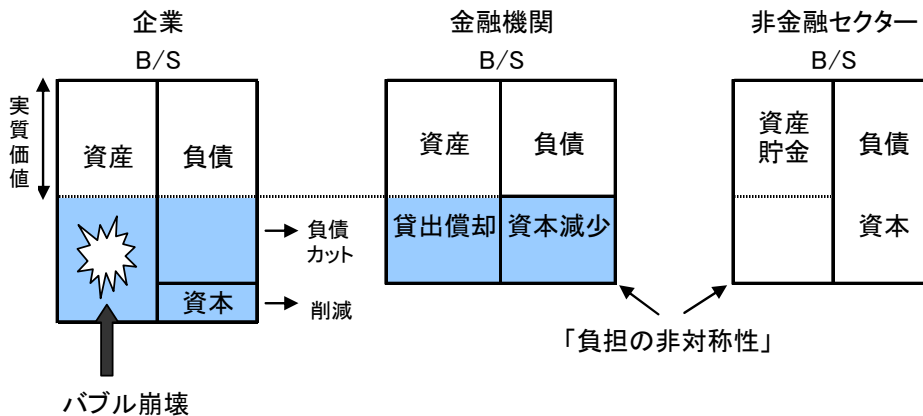 企業
B/S
金融機関
B/S
非金融セクター
B/S
実質価値
資産
負債
資産
負債
資産
貯金
負債
負債
カット
貸出償却
資本減少
資本
資本
削減
「負担の非対称性」
バブル崩壊